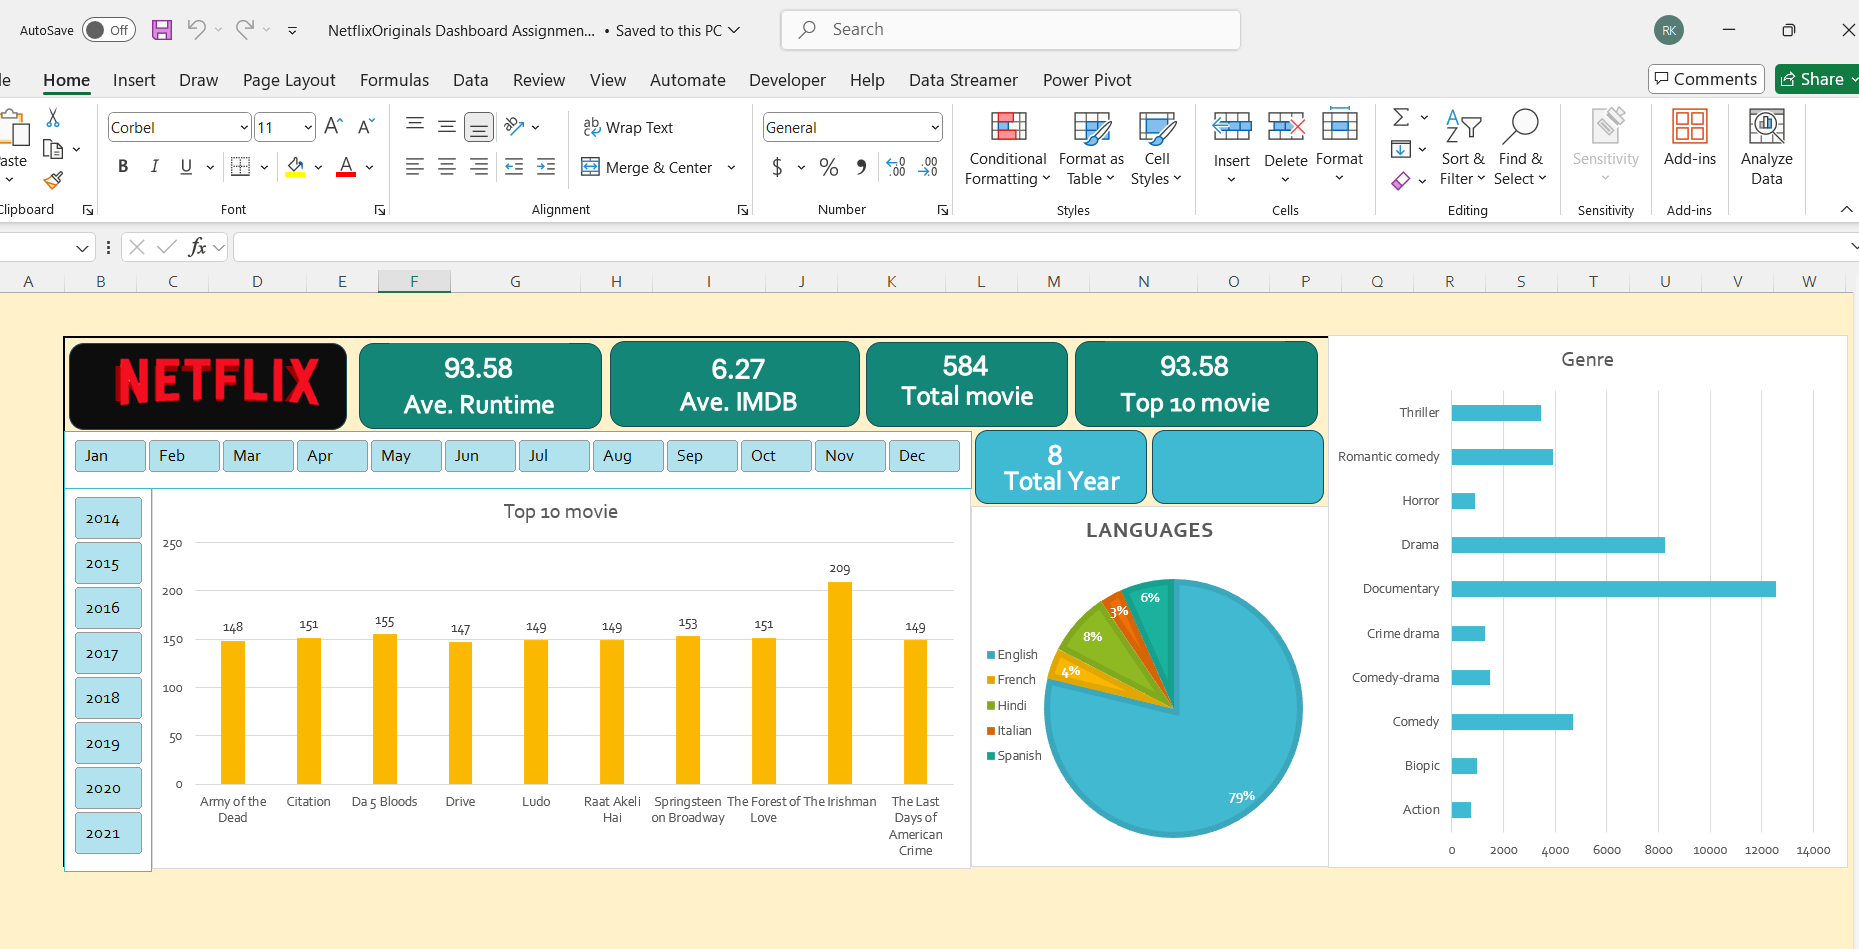 AutoSave Off NetflixOriginals Dashboard Assignmen... • Saved to this PC Search RK
le Home Insert Draw Page Layout Formulas Data Review View Automate Developer Help Data Streamer Power Pivot Comments Share
aste
Clipboard
Corbel 11
B I U A
Font
Wrap Text
Merge & Center
Alignment
General
$ % 9 .00
Number
Conditional Formatting
Format as Table
Cell Styles
Styles
Insert
Delete
Format
Cells
Sort & Filter
Find & Select
Editing
Sensitivity
Sensitivity
Add-ins
Add-ins
Analyze Data
fx
A B C D E F G H I J K L M N O P Q R S T U V W
NETFLIX
93.58
Ave. Runtime
6.27
Ave. IMDB
584
Total movie
93.58
Top 10 movie
Jan Feb Mar Apr May Jun Jul Aug Sep Oct Nov Dec
8
Total Year
2014
2015
2016
2017
2018
2019
2020
2021
Top 10 movie
250
200
150
100
50
0
148 151 155 147 149 149 153 151 209 149
Army of the Dead
Citation
Da 5 Bloods
Drive
Ludo
Raat Akeli Hai
Springsteen on Broadway
The Forest of Love
The Irishman
The Last Days of American Crime
LANGUAGES
English
French
Hindi
Italian
Spanish
79%
4%
8%
3%
6%
Genre
Thriller
Romantic comedy
Horror
Drama
Documentary
Crime drama
Comedy-drama
Comedy
Biopic
Action
0 2000 4000 6000 8000 10000 12000 14000